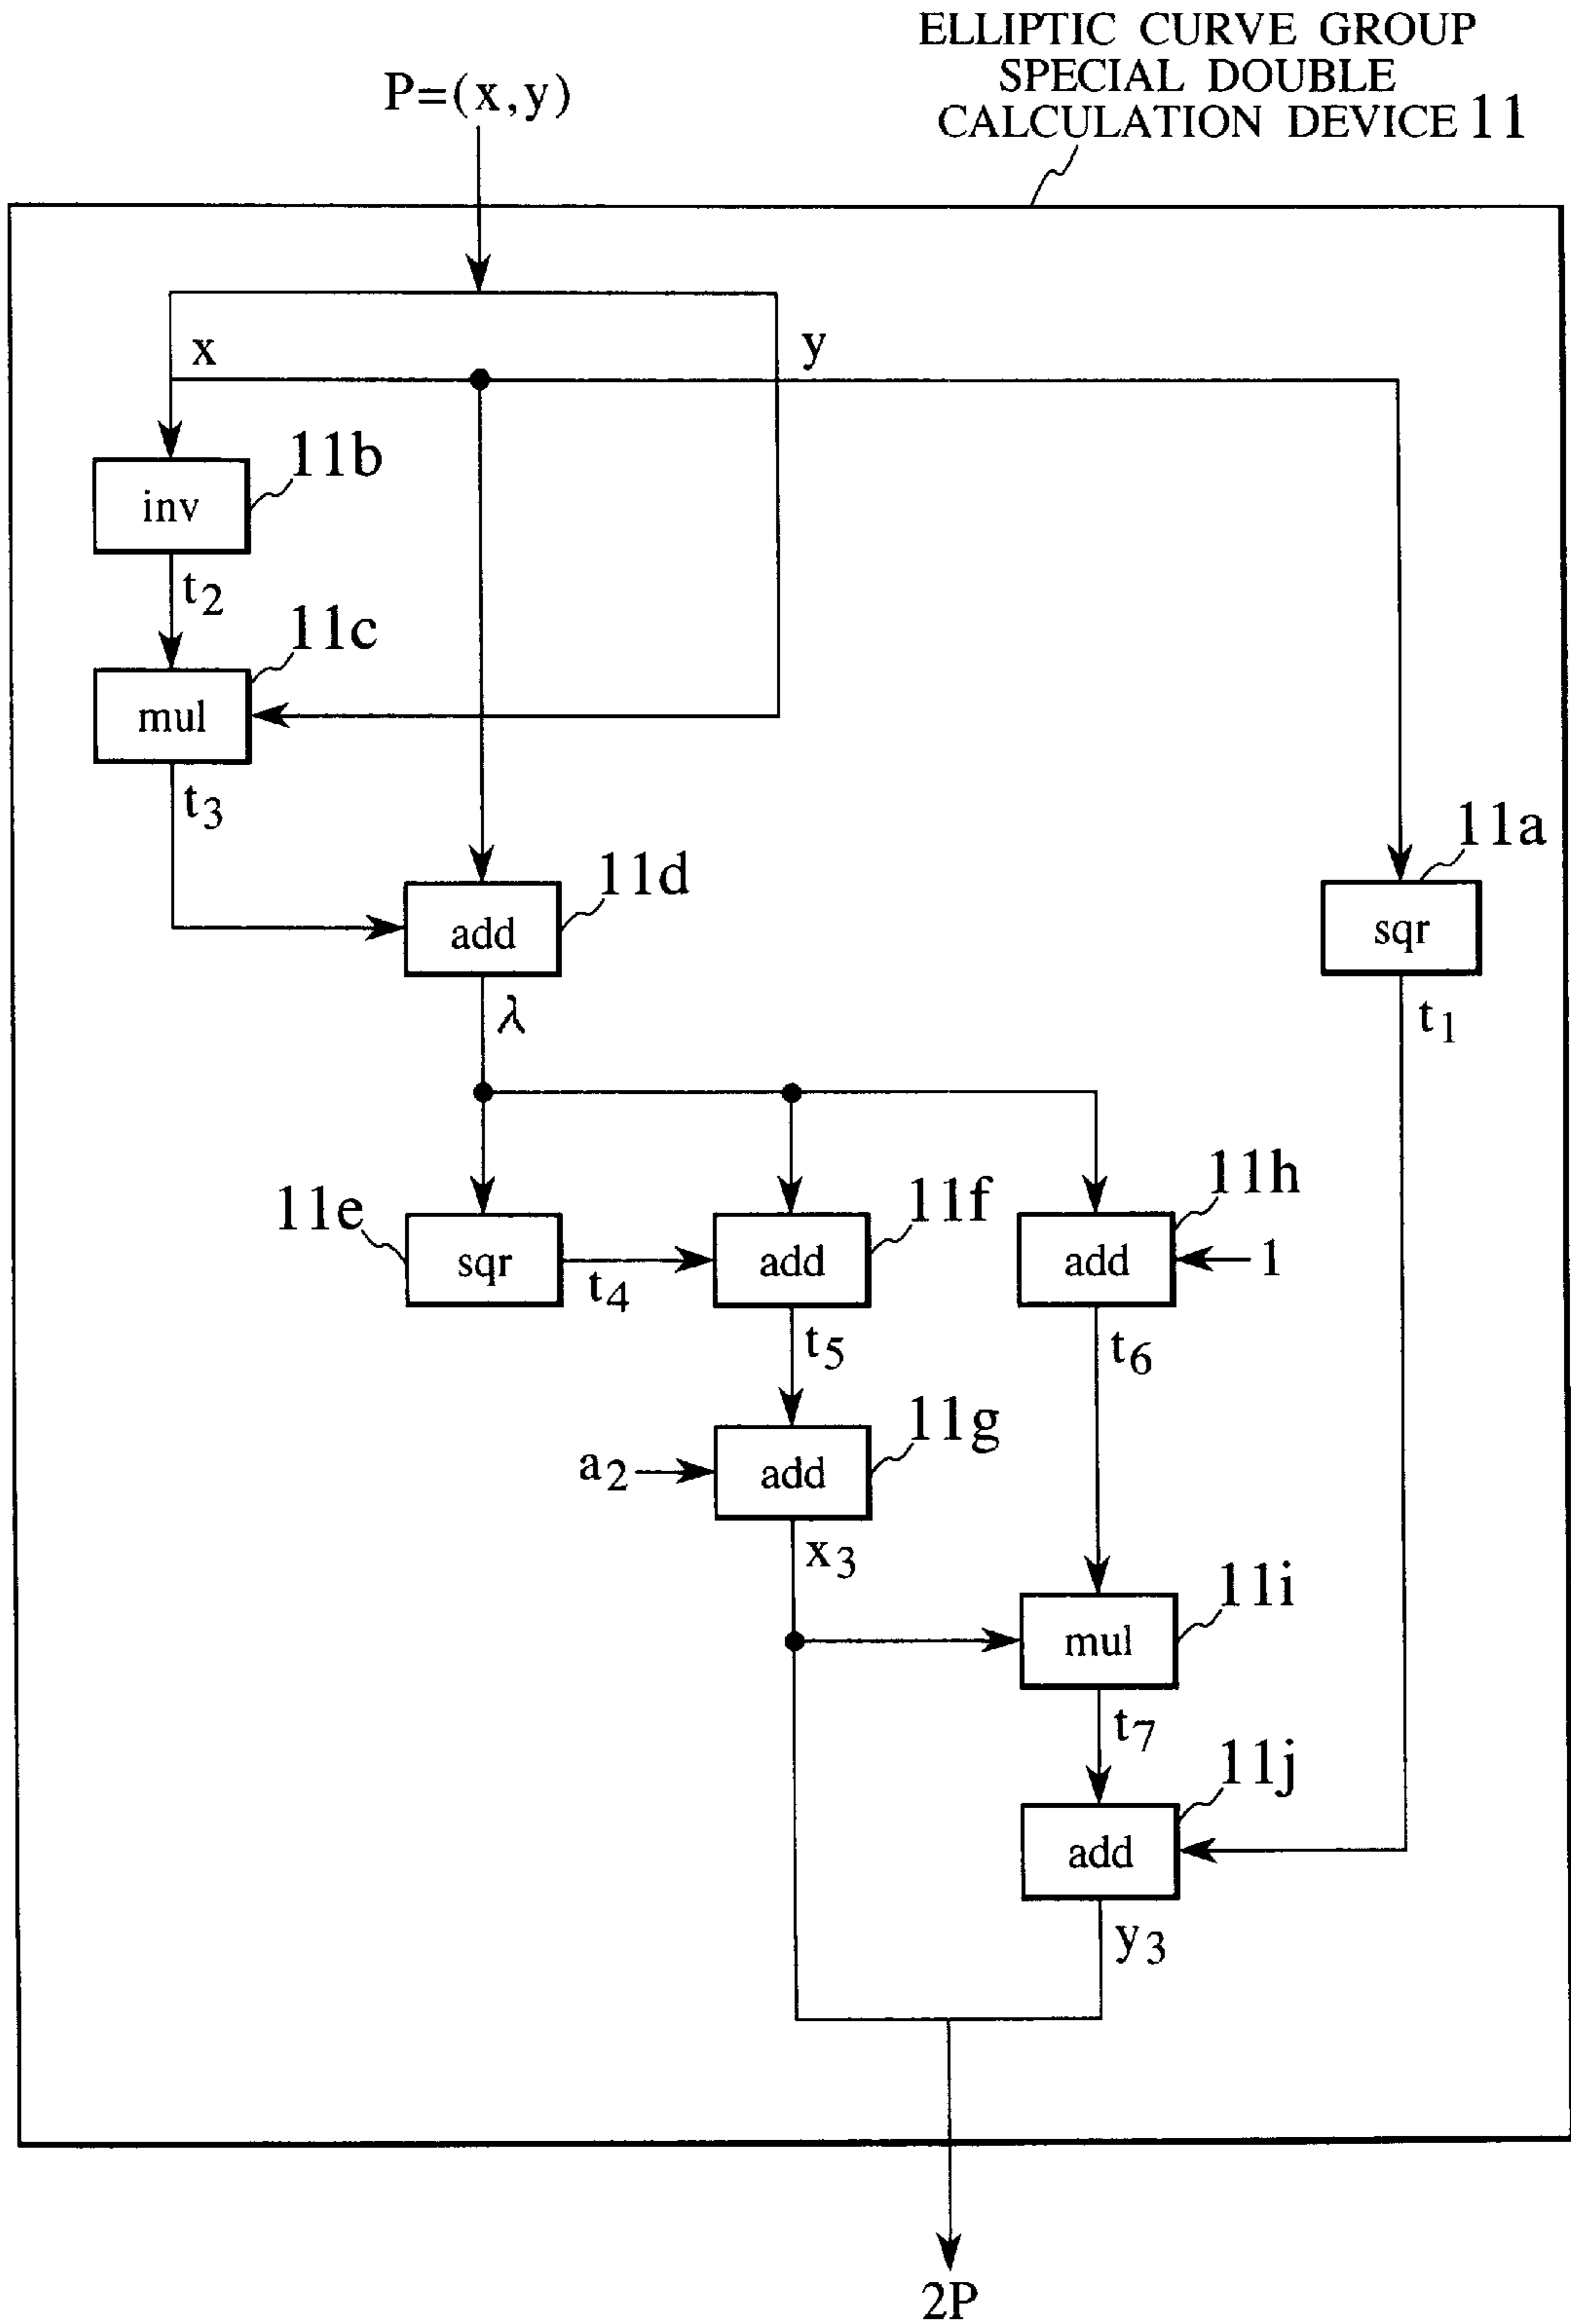 ELLIPTIC CURVE GROUP
SPECIAL DOUBLE
CALCULATION DEVICE 11
P=(x,y)
x
y
11b
inv
t2
11c
mul
t3
11a
11d
add
sqr
λ
t1
11h
11e
11f
sqr
add
add
1
t4
t5
t6
11g
a2
add
x3
11i
mul
t7
11j
add
y3
2P